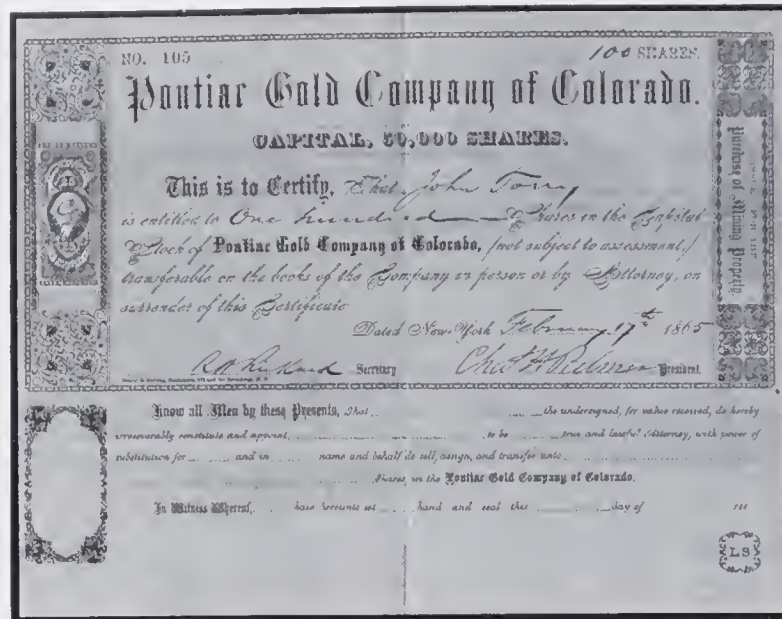 NO. 105
100 SHARES.
Pontiac Gold Company of Colorado.
CAPITAL, 50,000 SHARES.
This is to Certify, That John Torry
is entitled to One hundred Shares in the Capital
Stock of Pontiac Gold Company of Colorado, (not subject to assessment,)
transferable on the books of the Company in person or by Attorney, on
surrender of this Certificate
Dated New-York February 17th 1865
Secretary
Chas
President
Purchase of Mining Property
Know all Men by these Presents, That
the undersigned, for value received, do hereby
irrevocably constitute and appoint, to be true and lawful Attorney, with power of
substitution for and in name and behalf do sell, assign, and transfer unto
Shares, in the Pontiac Gold Company of Colorado.
In Witness Whereof, have hereunto set hand and seal this day of 186
LS